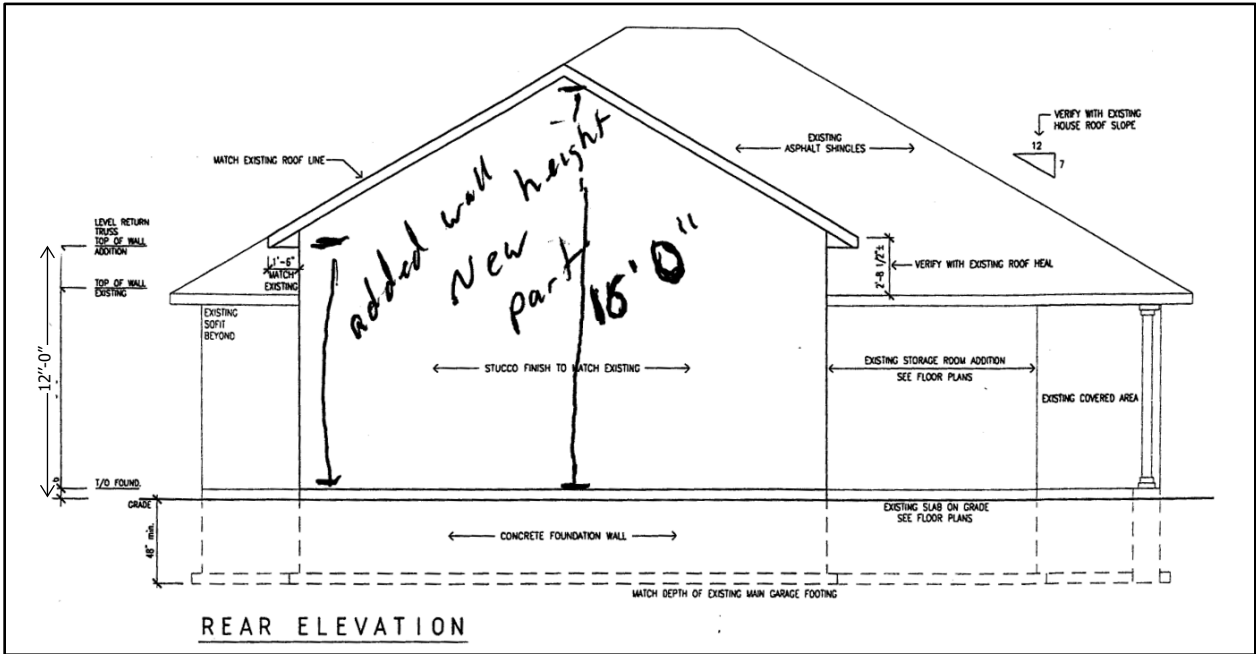 VERIFY WITH EXISTING
HOUSE ROOF SLOPE
12
7
EXISTING
ASPHALT SHINGLES
MATCH EXISTING ROOF LINE
added wall height
New
part
16'0"
LEVEL RETURN
TRUSS
TOP OF WALL
ADDITION
1'-6"
MATCH
EXISTING
2'-8 1/2"±
VERIFY WITH EXISTING ROOF HEAL
TOP OF WALL
EXISTING
EXISTING
SOFIT
BEYOND
12''-0''
STUCCO FINISH TO MATCH EXISTING
EXISTING STORAGE ROOM ADDITION
SEE FLOOR PLANS
EXISTING COVERED AREA
T/O FOUND.
GRADE
EXISTING SLAB ON GRADE
SEE FLOOR PLANS
48" min.
CONCRETE FOUNDATION WALL
MATCH DEPTH OF EXISTING MAIN GARAGE FOOTING
REAR ELEVATION